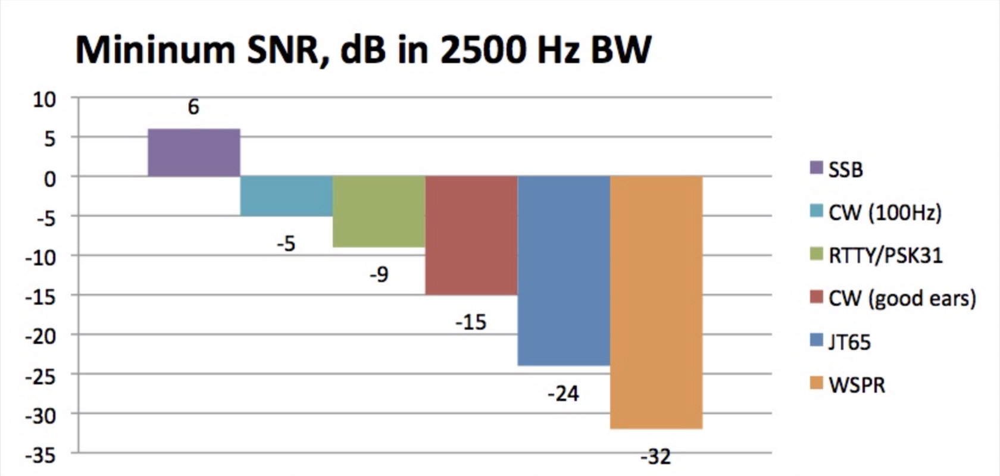 Mininum SNR, dB in 2500 Hz BW
10
5
0
-5
-10
-15
-20
-25
-30
-35
6
-5
-9
-15
-24
-32
SSB
CW (100Hz)
RTTY/PSK31
CW (good ears)
JT65
WSPR